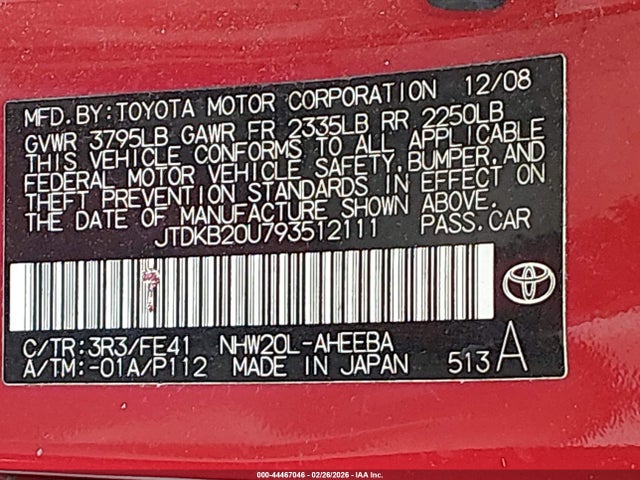 MFD. BY: TOYOTA MOTOR CORPORATION 12/08
GVWR 3795LB GAWR FR 2335LB RR 2250LB
THIS VEHICLE CONFORMS TO ALL APPLICABLE
FEDERAL MOTOR VEHICLE SAFETY, BUMPER, AND
THEFT PREVENTION STANDARDS IN EFFECT ON
THE DATE OF MANUFACTURE SHOWN ABOVE.
JTDKB20U793512111 PASS. CAR
C/TR: 3R3/FE41 NHW20L-AHEEBA
A/TM: -01A/P112 MADE IN JAPAN 513 A
000-44467046 - 02/26/2026 - IAA Inc.